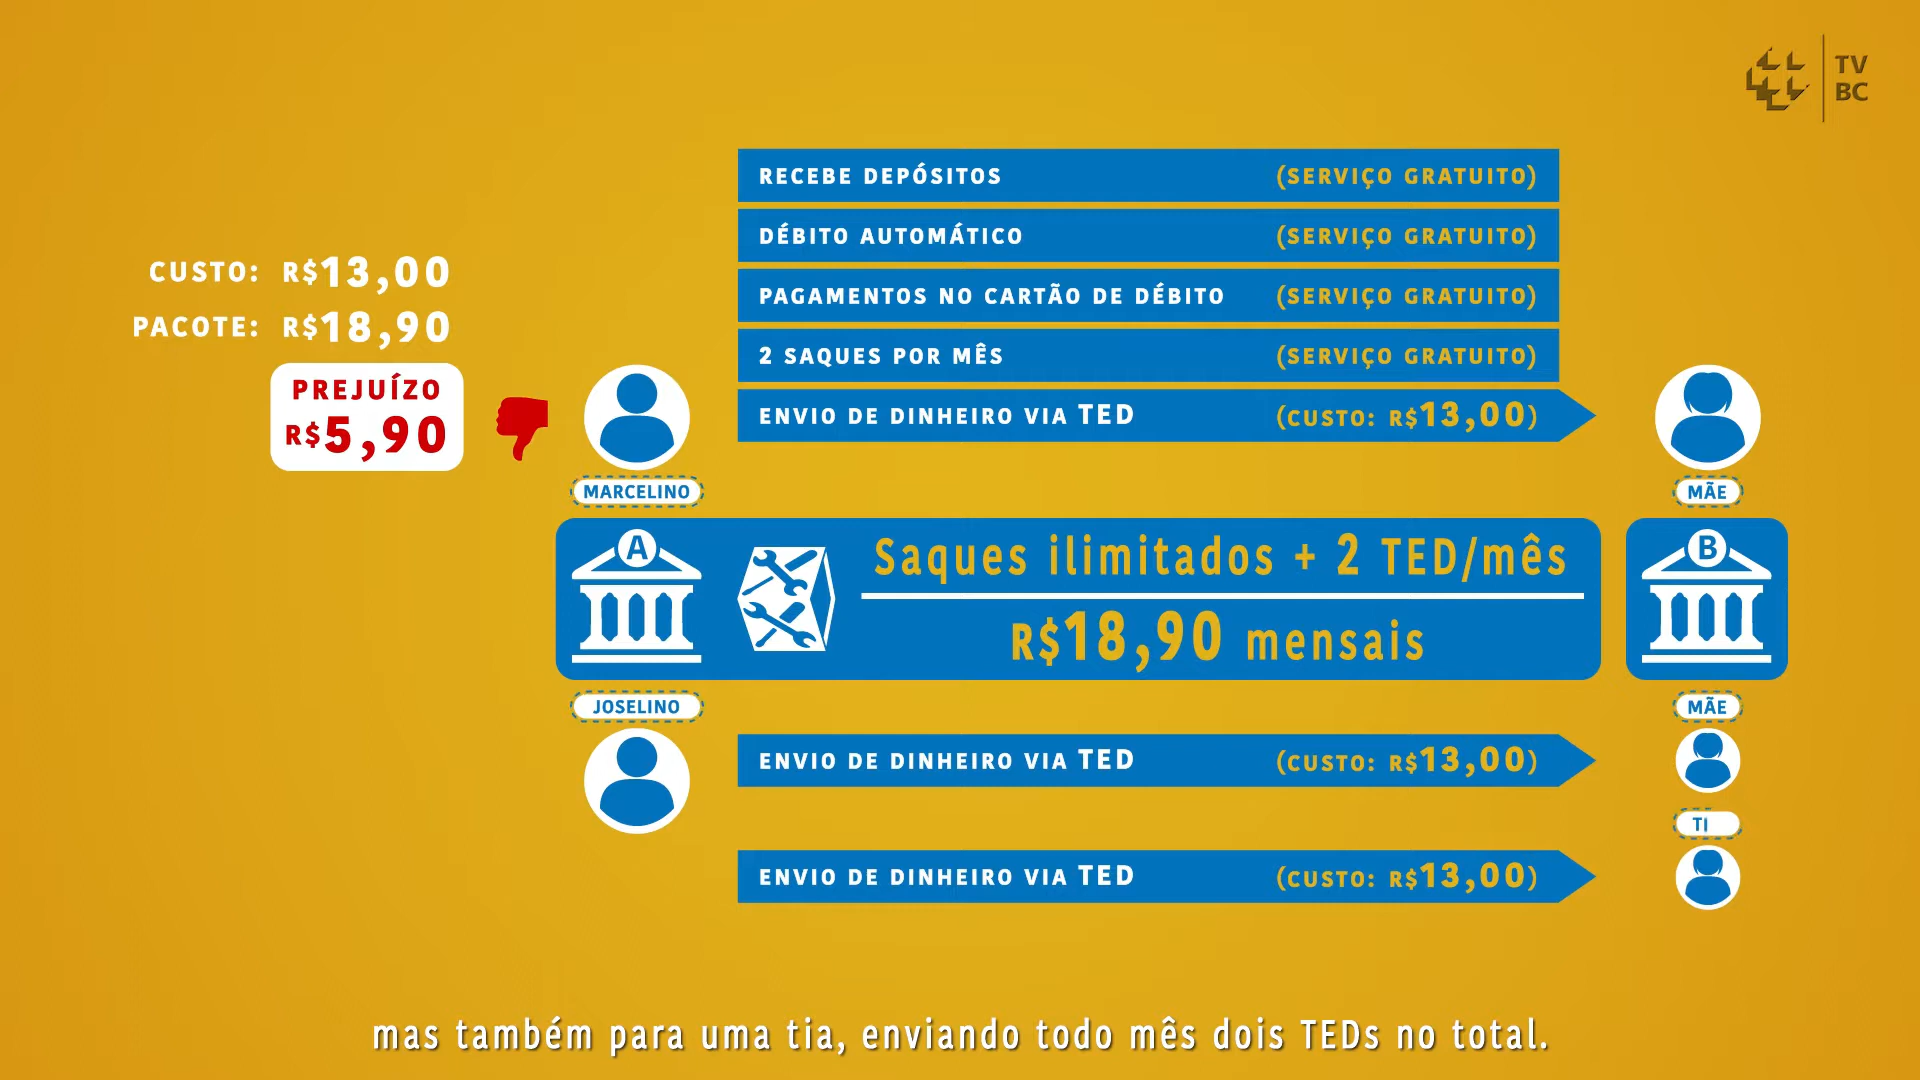 TV
BC
RECEBE DEPÓSITOS (SERVIÇO GRATUITO)
DÉBITO AUTOMÁTICO (SERVIÇO GRATUITO)
PAGAMENTOS NO CARTÃO DE DÉBITO (SERVIÇO GRATUITO)
2 SAQUES POR MÊS (SERVIÇO GRATUITO)
ENVIO DE DINHEIRO VIA TED (CUSTO: R$13,00)
CUSTO: R$13,00
PACOTE: R$18,90
PREJUÍZO
R$5,90
MARCELINO
MÃE
A
Saques ilimitados + 2 TED/mês
R$18,90 mensais
B
JOSELINO
MÃE
ENVIO DE DINHEIRO VIA TED (CUSTO: R$13,00)
TI
ENVIO DE DINHEIRO VIA TED (CUSTO: R$13,00)
mas também para uma tia, enviando todo mês dois TEDs no total.